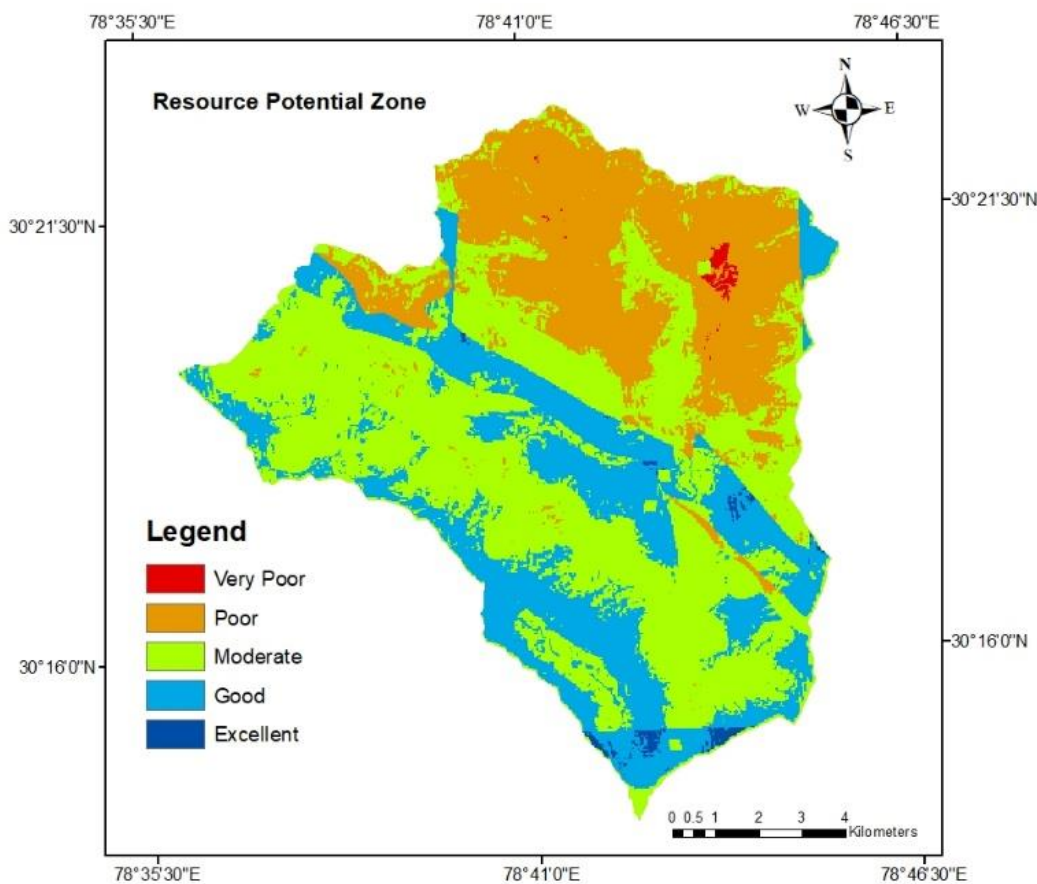 78°35'30"E 78°41'0"E 78°46'30"E
Resource Potential Zone
N
W E
S
30°21'30"N 30°21'30"N
Legend
Very Poor
Poor
Moderate
Good
Excellent
30°16'0"N 30°16'0"N
0 0.5 1 2 3 4
Kilometers
78°35'30"E 78°41'0"E 78°46'30"E